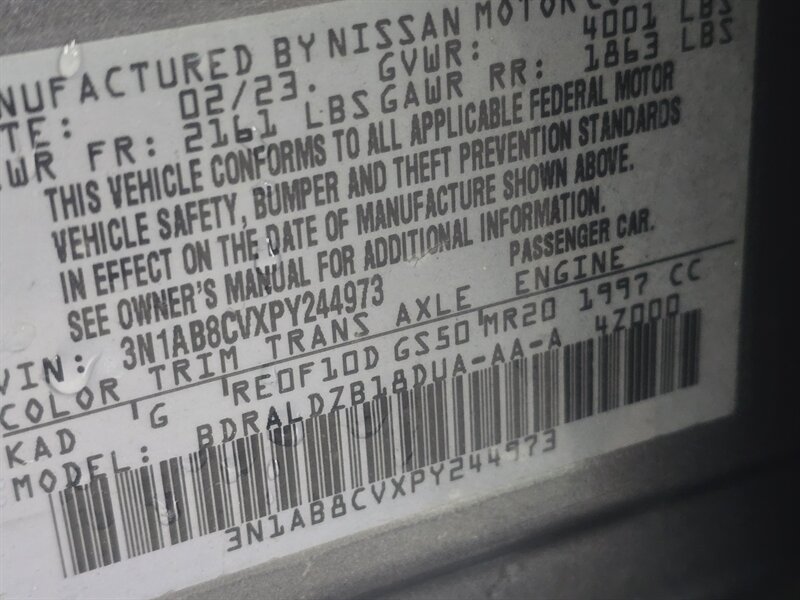 NUFACTURED BY NISSAN MOTOR CO
TE: 02/23. GVWR: 4001 LBS
WR FR: 2161 LBS GAWR RR: 1863 LBS
THIS VEHICLE CONFORMS TO ALL APPLICABLE FEDERAL MOTOR
VEHICLE SAFETY, BUMPER AND THEFT PREVENTION STANDARDS
IN EFFECT ON THE DATE OF MANUFACTURE SHOWN ABOVE.
SEE OWNER'S MANUAL FOR ADDITIONAL INFORMATION.
VIN: 3N1AB8CVXPY244973 PASSENGER CAR.
COLOR TRIM TRANS AXLE ENGINE
KAD G RE0F10D GS50 MR20 1997 CC
MODEL: BDRALDZB18DUA-AA-A 4Z000
3N1AB8CVXPY244973